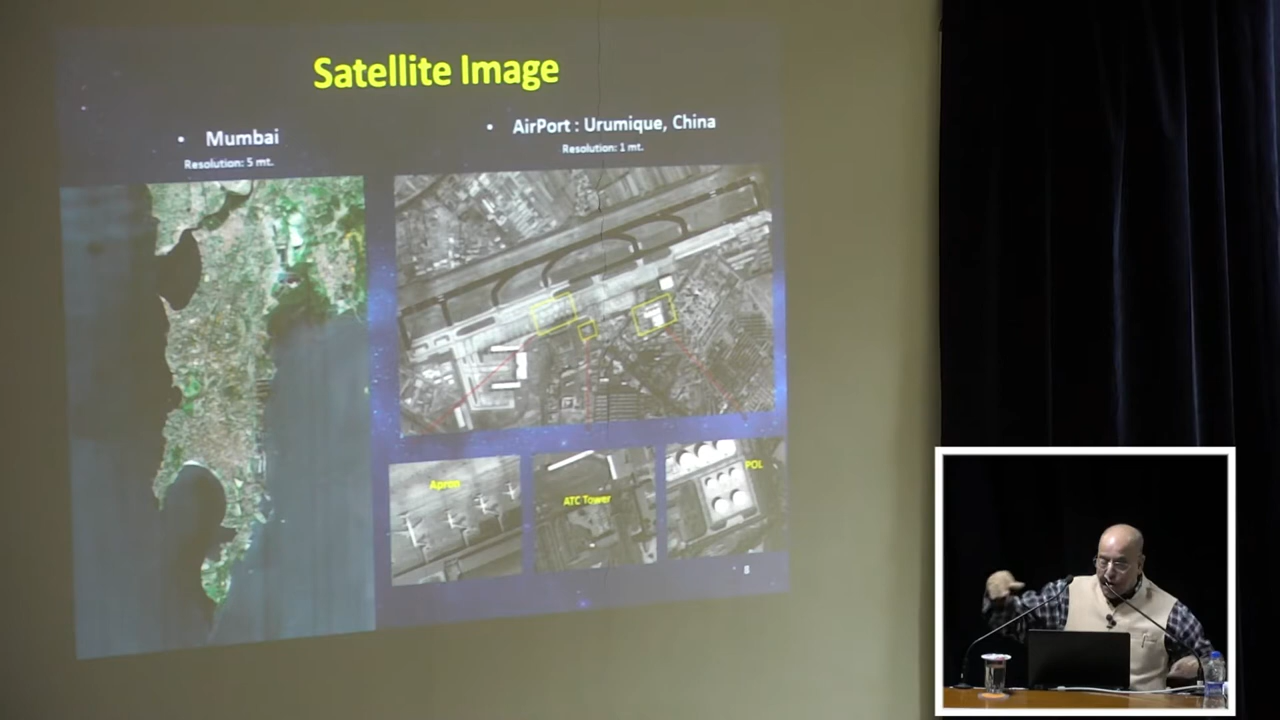 Satellite Image
• Mumbai
Resolution: 5 mt.
• AirPort : Urumique, China
Resolution: 1 mt.
Apron
ATC Tower
POL
8